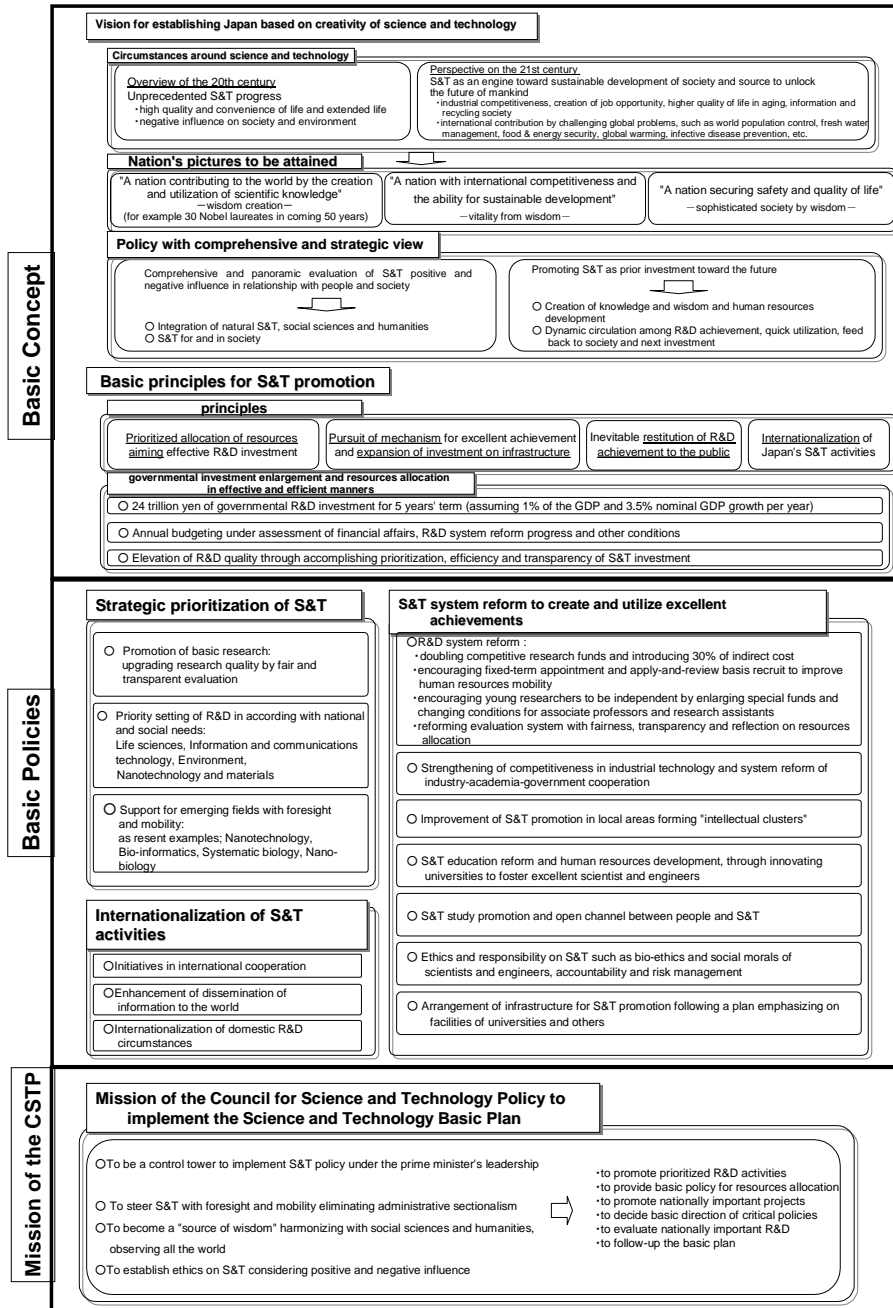 Basic Concept
Vision for establishing Japan based on creativity of science and technology
Circumstances around science and technology
Overview of the 20th century
Unprecedented S&T progress
・high quality and convenience of life and extended life
・negative influence on society and environment
Perspective on the 21st century
S&T as an engine toward sustainable development of society and source to unlock
the future of mankind
・industrial competitiveness, creation of job opportunity, higher quality of life in aging, information and
recycling society
・international contribution by challenging global problems, such as world population control, fresh water
management, food & energy security, global warming, infective disease prevention, etc.
Nation's pictures to be attained
"A nation contributing to the world by the creation
and utilization of scientific knowledge"
―wisdom creation―
(for example 30 Nobel laureates in coming 50 years)
"A nation with international competitiveness and
the ability for sustainable development"
―vitality from wisdom―
"A nation securing safety and quality of life"
―sophisticated society by wisdom―
Policy with comprehensive and strategic view
Comprehensive and panoramic evaluation of S&T positive and
negative influence in relationship with people and society
○ Integration of natural S&T, social sciences and humanities
○ S&T for and in society
Promoting S&T as prior investment toward the future
○ Creation of knowledge and wisdom and human resources
development
○ Dynamic circulation among R&D achievement, quick utilization, feed
back to society and next investment
Basic principles for S&T promotion
principles
Prioritized allocation of resources
aiming effective R&D investment
Pursuit of mechanism for excellent achievement
and expansion of investment on infrastructure
Inevitable restitution of R&D
achievement to the public
Internationalization of
Japan's S&T activities
governmental investment enlargement and resources allocation
in effective and efficient manners
○ 24 trillion yen of governmental R&D investment for 5 years' term (assuming 1% of the GDP and 3.5% nominal GDP growth per year)
○ Annual budgeting under assessment of financial affairs, R&D system reform progress and other conditions
○ Elevation of R&D quality through accomplishing prioritization, efficiency and transparency of S&T investment
Basic Policies
Strategic prioritization of S&T
○ Promotion of basic research:
upgrading research quality by fair and
transparent evaluation
○ Priority setting of R&D in according with national
and social needs:
Life sciences, Information and communications
technology, Environment,
Nanotechnology and materials
○ Support for emerging fields with foresight
and mobility:
as resent examples; Nanotechnology,
Bio-informatics, Systematic biology, Nano-
biology
Internationalization of S&T
activities
○Initiatives in international cooperation
○Enhancement of dissemination of
information to the world
○Internationalization of domestic R&D
circumstances
S&T system reform to create and utilize excellent
achievements
○R&D system reform :
・doubling competitive research funds and introducing 30% of indirect cost
・encouraging fixed-term appointment and apply-and-review basis recruit to improve
human resources mobility
・encouraging young researchers to be independent by enlarging special funds and
changing conditions for associate professors and research assistants
・reforming evaluation system with fairness, transparency and reflection on resources
allocation
○ Strengthening of competitiveness in industrial technology and system reform of
industry-academia-government cooperation
○ Improvement of S&T promotion in local areas forming "intellectual clusters"
○ S&T education reform and human resources development, through innovating
universities to foster excellent scientist and engineers
○ S&T study promotion and open channel between people and S&T
○ Ethics and responsibility on S&T such as bio-ethics and social morals of
scientists and engineers, accountability and risk management
○ Arrangement of infrastructure for S&T promotion following a plan emphasizing on
facilities of universities and others
Mission of the CSTP
Mission of the Council for Science and Technology Policy to
implement the Science and Technology Basic Plan
○To be a control tower to implement S&T policy under the prime minister's leadership
○ To steer S&T with foresight and mobility eliminating administrative sectionalism
○To become a "source of wisdom" harmonizing with social sciences and humanities,
observing all the world
○To establish ethics on S&T considering positive and negative influence
・to promote prioritized R&D activities
・to provide basic policy for resources allocation
・to promote nationally important projects
・to decide basic direction of critical policies
・to evaluate nationally important R&D
・to follow-up the basic plan